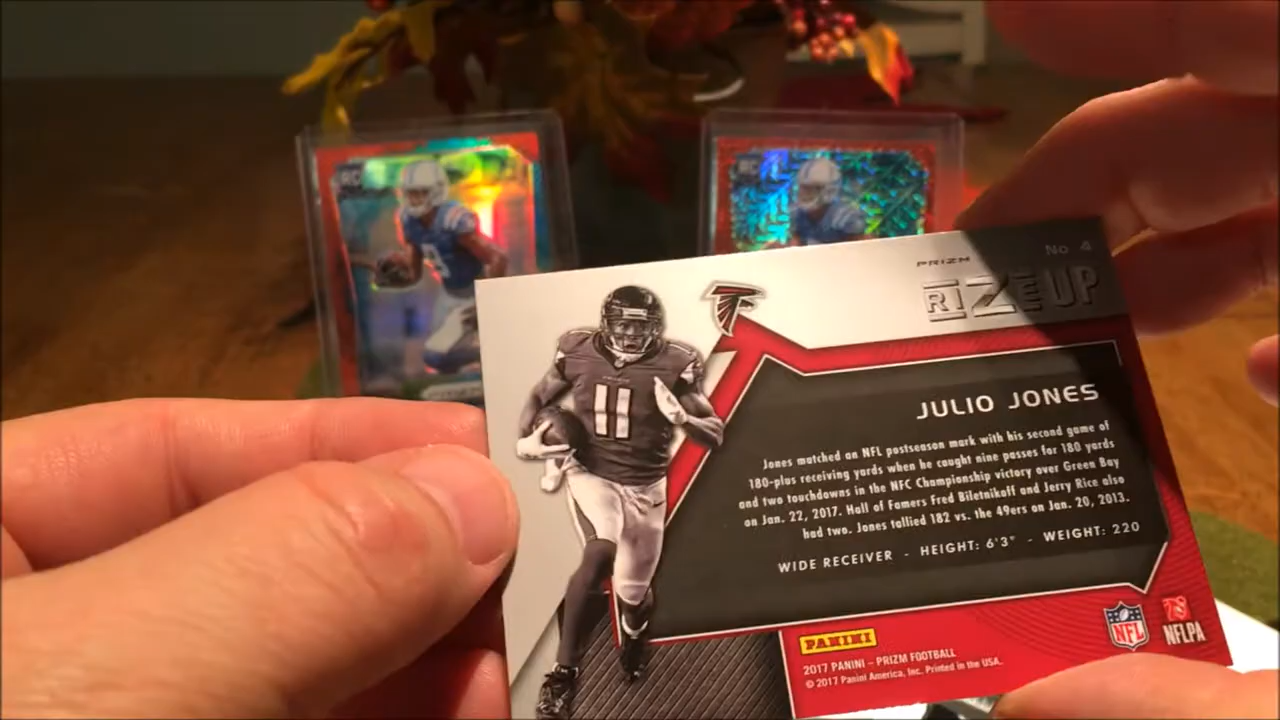 RC
RC
No 4
PRIZM
RIZE UP
11
JULIO JONES
Jones matched an NFL postseason mark with his second game of
180-plus receiving yards when he caught nine passes for 180 yards
and two touchdowns in the NFC Championship victory over Green Bay
on Jan. 22, 2017. Hall of Famers Fred Biletnikoff and Jerry Rice also
had two. Jones tallied 182 vs. the 49ers on Jan. 20, 2013.
WIDE RECEIVER - HEIGHT: 6'3" - WEIGHT: 220
PANINI
2017 PANINI – PRIZM FOOTBALL
© 2017 Panini America, Inc. Printed in the USA.
NFL
NFLPA